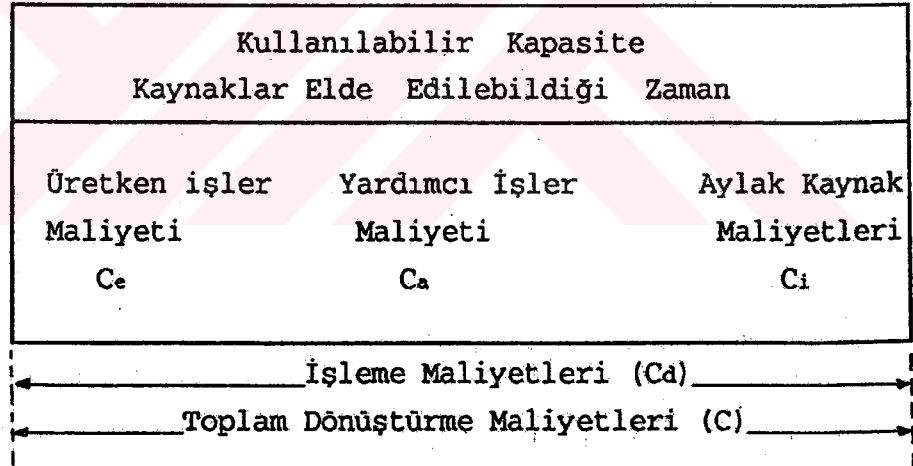 Kullanılabilir Kapasite
Kaynaklar Elde Edilebildiği Zaman
Üretken işler Yardımcı İşler Aylak Kaynak
Maliyeti Maliyeti Maliyetleri
Ce Ca Ci
İşleme Maliyetleri (Cd)
Toplam Dönüştürme Maliyetleri (C)